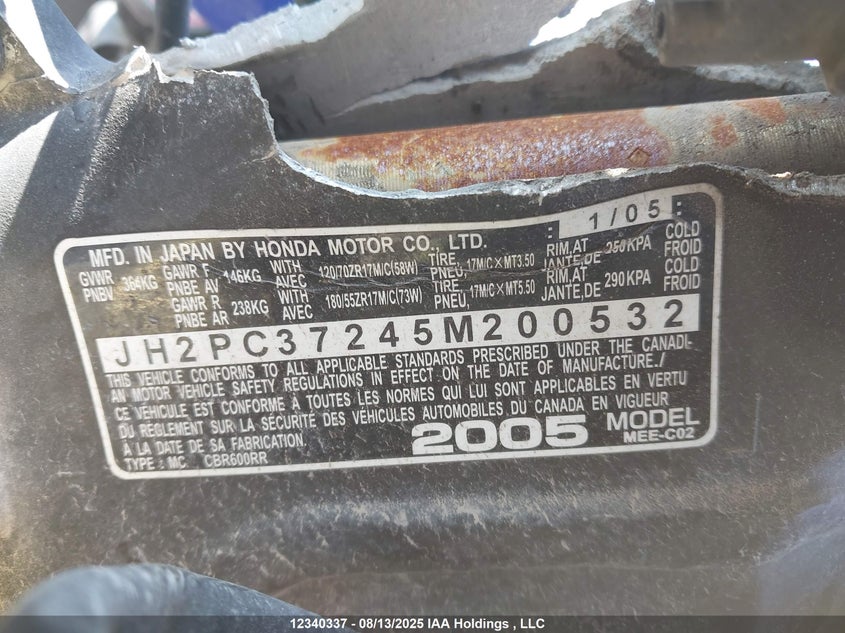 1/05
MFD. IN JAPAN BY HONDA MOTOR CO., LTD.
GVWR PNBV 364KG GAWR F PNBE AV 146KG WITH AVEC 120/70ZR17M/C(58W) TIRE, PNEU, 17M/C×MT3.50 RIM,AT JANTE,DE 250KPA COLD FROID
GAWR R PNBE AR 238KG WITH AVEC 180/55ZR17M/C(73W) TIRE PNEU, 17M/C×MT5.50 RIM,AT JANTE,DE 290KPA COLD FROID
JH2PC37245M200532
THIS VEHICLE CONFORMS TO ALL APPLICABLE STANDARDS PRESCRIBED UNDER THE CANADI-
AN MOTOR VEHICLE SAFETY REGULATIONS IN EFFECT ON THE DATE OF MANUFACTURE./
CE VÉHICULE EST CONFORME À TOUTES LES NORMES QUI LUI SONT APPLICABLES EN VERTU
DU RÈGLEMENT SUR LA SÉCURITÉ DES VÉHICULES AUTOMOBILES DU CANADA EN VIGUEUR
À LA DATE DE SA FABRICATION.
TYPE : MC CBR600RR
2005 MODEL
MEE-C02
12340337 - 08/13/2025 IAA Holdings , LLC